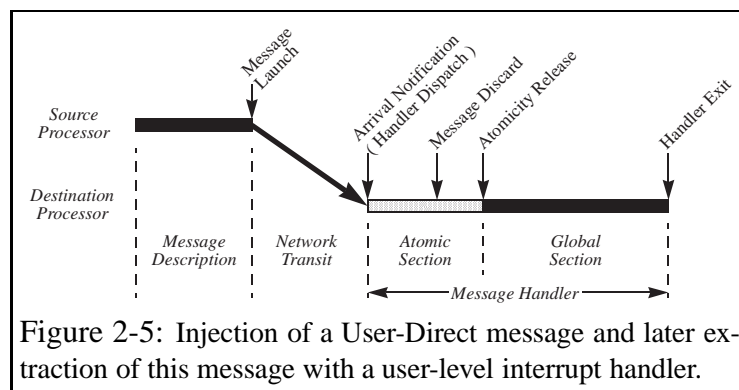 Message
Launch
Arrival Notification
( Handler Dispatch )
Message Discard
Atomicity Release
Handler Exit
Source
Processor
Destination
Processor
Message
Description
Network
Transit
Atomic
Section
Global
Section
Message Handler
Figure 2-5: Injection of a User-Direct message and later ex-
traction of this message with a user-level interrupt handler.